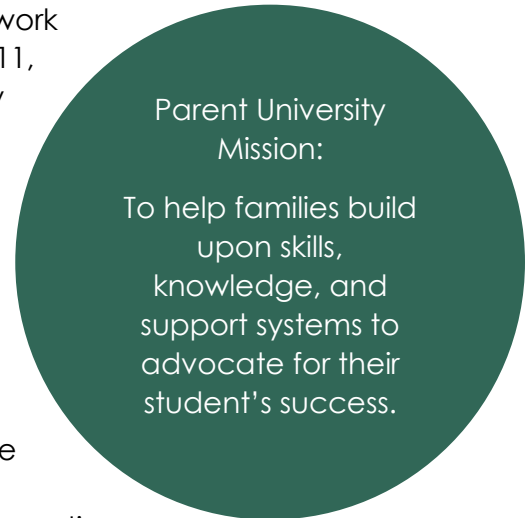 work
11,
Parent University
Mission:
To help families build
upon skills,
knowledge, and
support systems to
advocate for their
student's success.